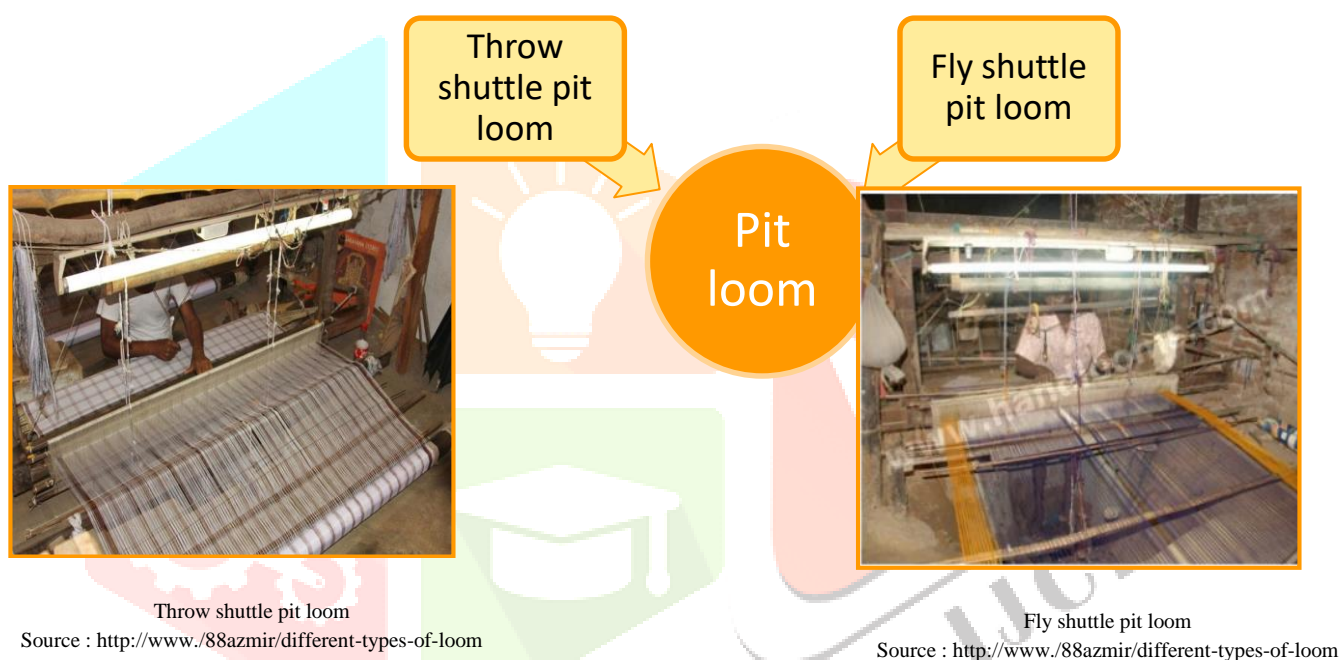 Throw
shuttle pit
loom
Fly shuttle
pit loom
Pit
loom
Throw shuttle pit loom
Source : http://www./88azmir/different-types-of-loom
Fly shuttle pit loom
Source : http://www./88azmir/different-types-of-loom